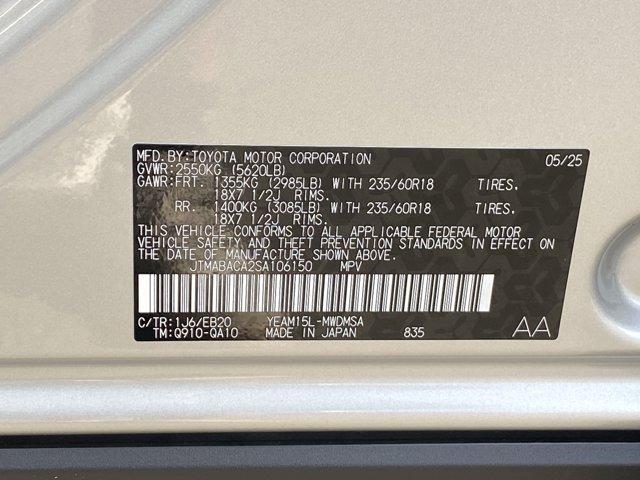 MFD.BY:TOYOTA MOTOR CORPORATION 05/25
GVWR:2550KG (5620LB)
GAWR:FRT. 1355KG (2985LB) WITH 235/60R18 TIRES.
18X7 1/2J RIMS.
RR. 1400KG (3085LB) WITH 235/60R18 TIRES.
18X7 1/2J RIMS.
THIS VEHICLE CONFORMS TO ALL APPLICABLE FEDERAL MOTOR
VEHICLE SAFETY AND THEFT PREVENTION STANDARDS IN EFFECT
ON THE DATE OF MANUFACTURE SHOWN ABOVE.
JTMABACA2SA106150 MPV
C/TR:1J6/EB20 YEAM15L-MWDMSA
TM:Q910-QA10 MADE IN JAPAN 835 AA